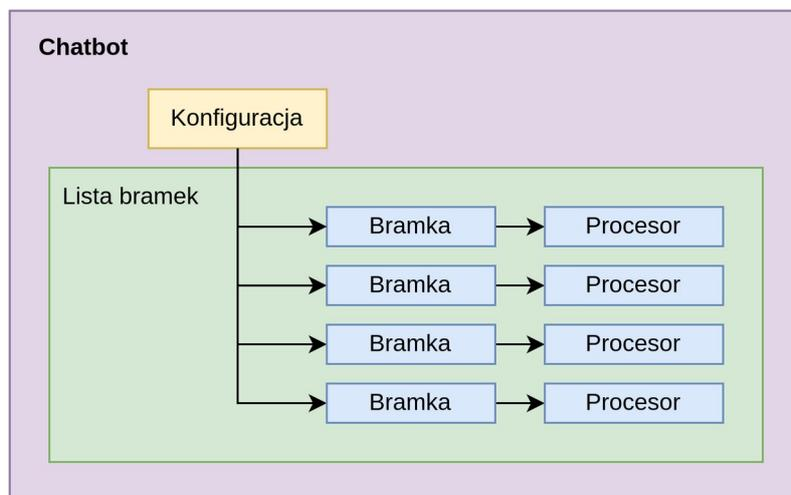 Chatbot
Konfiguracja
Lista bramek
Bramka Procesor
Bramka Procesor
Bramka Procesor
Bramka Procesor